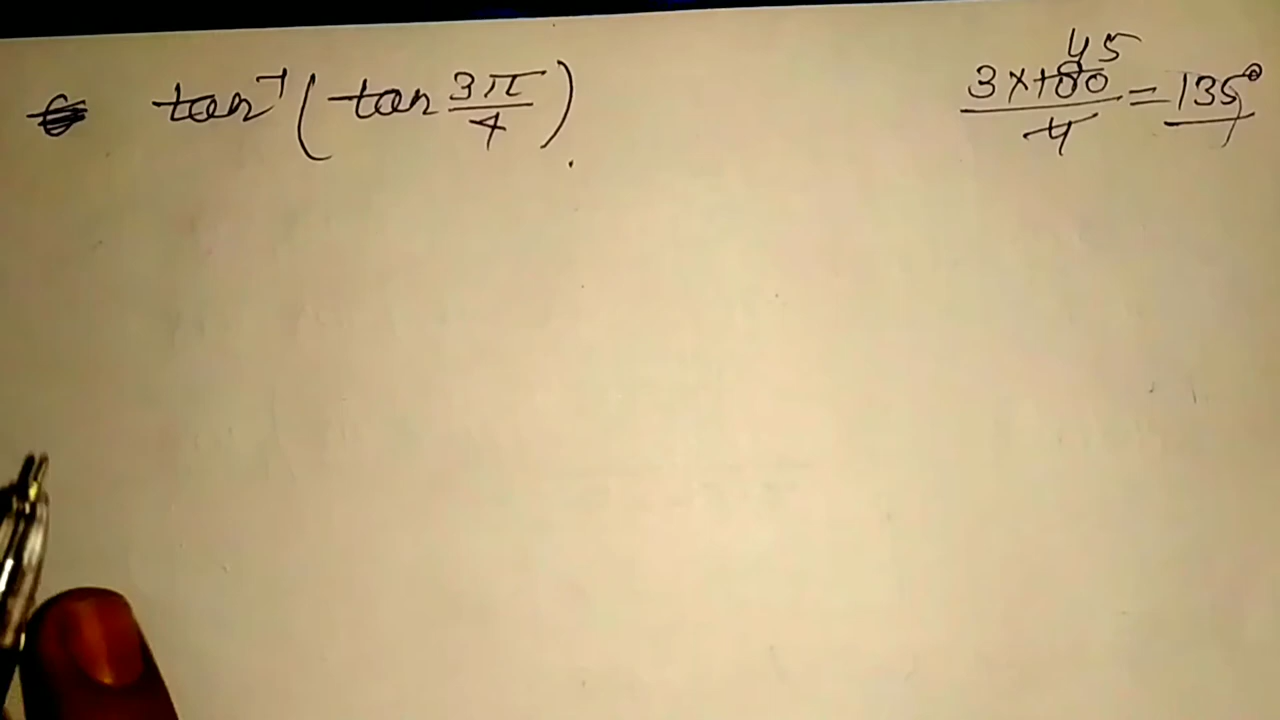 tan⁻¹(tan 3π/4)
3×180/4 = 135°
45